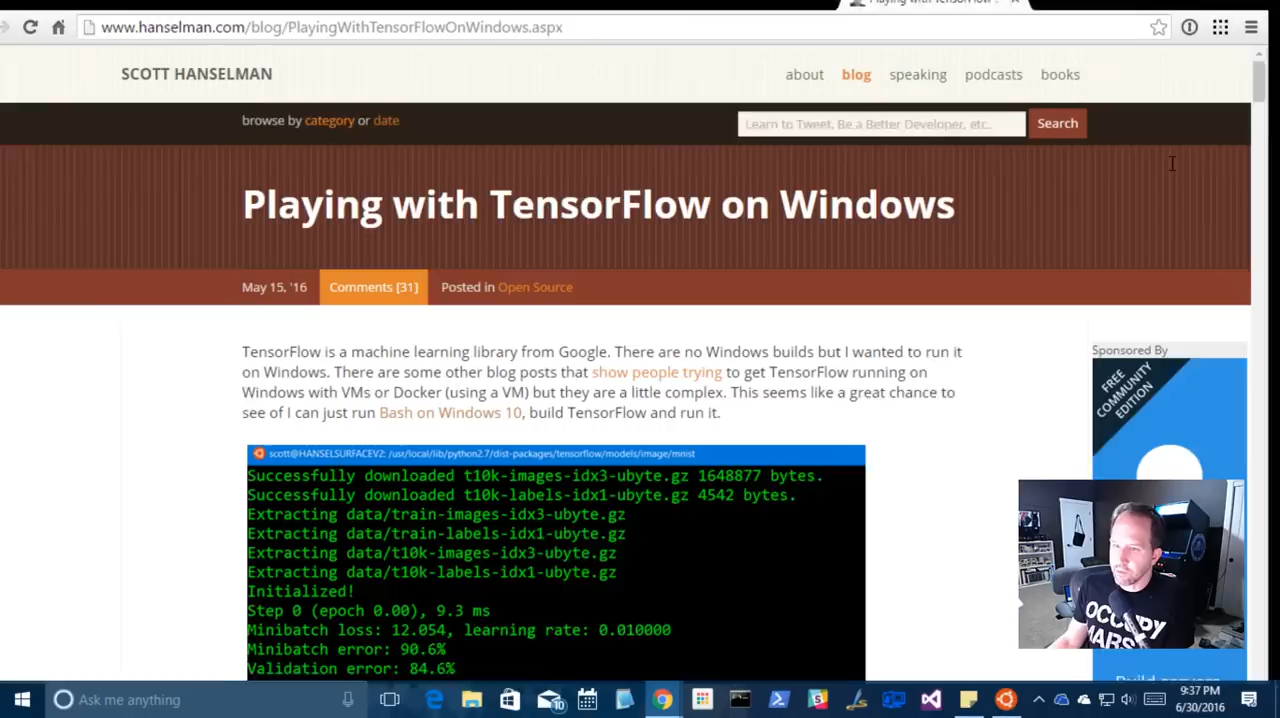 www.hanselman.com/blog/PlayingWithTensorFlowOnWindows.aspx
SCOTT HANSELMAN
about blog speaking podcasts books
browse by category or date
Learn to Tweet, Be a Better Developer, etc.
Search
Playing with TensorFlow on Windows
May 15, '16
Comments [31]
Posted in Open Source
TensorFlow is a machine learning library from Google. There are no Windows builds but I wanted to run it
on Windows. There are some other blog posts that show people trying to get TensorFlow running on
Windows with VMs or Docker (using a VM) but they are a little complex. This seems like a great chance to
see of I can just run Bash on Windows 10, build TensorFlow and run it.
Sponsored By
FREE
COMMUNITY
EDITION
scott@HANSELSURFACEV2: /usr/local/lib/python2.7/dist-packages/tensorflow/models/image/mnist
Successfully downloaded t10k-images-idx3-ubyte.gz 1648877 bytes.
Successfully downloaded t10k-labels-idx1-ubyte.gz 4542 bytes.
Extracting data/train-images-idx3-ubyte.gz
Extracting data/train-labels-idx1-ubyte.gz
Extracting data/t10k-images-idx3-ubyte.gz
Extracting data/t10k-labels-idx1-ubyte.gz
Initialized!
Step 0 (epoch 0.00), 9.3 ms
Minibatch loss: 12.054, learning rate: 0.010000
Minibatch error: 90.6%
Validation error: 84.6%
OCCUPY
MARS
Build servers
Ask me anything
10
9:37 PM
6/30/2016